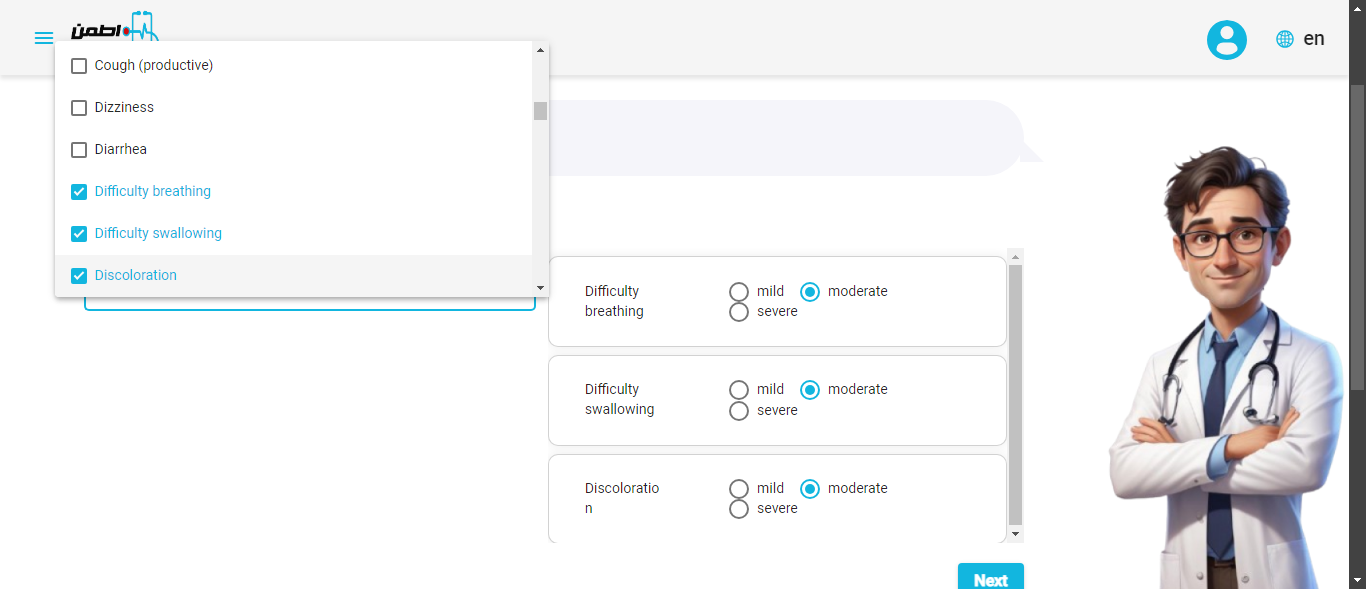 اطمن
en
Cough (productive)
Dizziness
Diarrhea
Difficulty breathing
Difficulty swallowing
Discoloration
Difficulty
breathing
mild
moderate
severe
Difficulty
swallowing
mild
moderate
severe
Discoloratio
n
mild
moderate
severe
Next